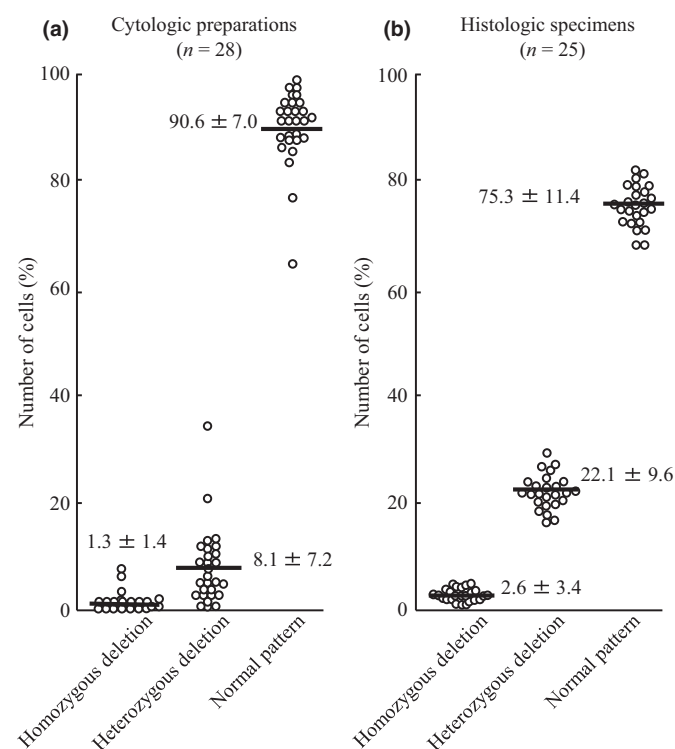 (a) Cytologic preparations
(n = 28)
100
80
60
40
20
0
Number of cells (%)
90.6 ± 7.0
1.3 ± 1.4
8.1 ± 7.2
Homozygous deletion
Heterozygous deletion
Normal pattern
(b) Histologic specimens
(n = 25)
100
80
60
40
20
0
Number of cells (%)
75.3 ± 11.4
22.1 ± 9.6
2.6 ± 3.4
Homozygous deletion
Heterozygous deletion
Normal pattern